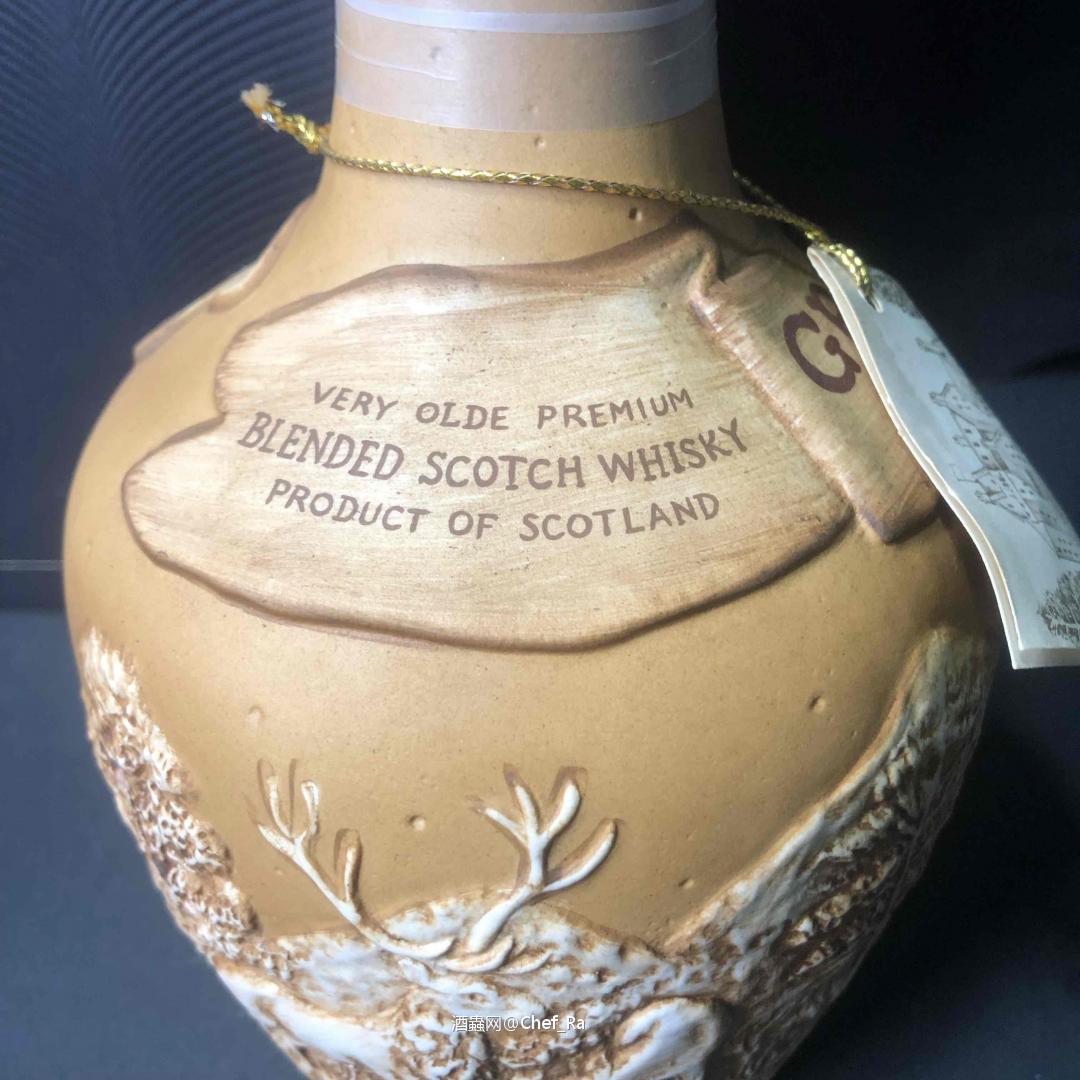 VERY OLDE PREMIUM
BLENDED SCOTCH WHISKY
PRODUCT OF SCOTLAND
酒蟲网@Chef_Ra